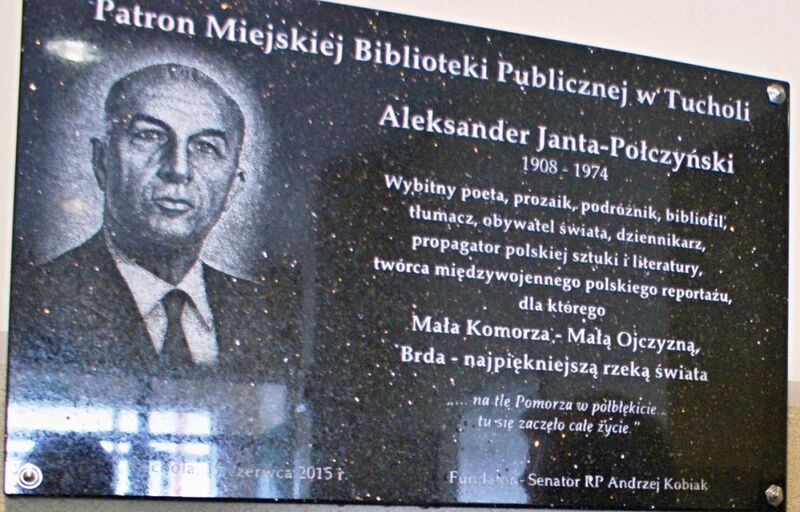 Patron Miejskiej Biblioteki Publicznej w Tucholi
Aleksander Janta-Połczyński
1908 - 1974
Wybitny poeta, prozaik, podróżnik, bibliofil,
tłumacz, obywatel świata, dziennikarz,
propagator polskiej sztuki i literatury,
twórca międzywojennego polskiego reportażu,
dla którego
Mała Komorza - Małą Ojczyzną,
Brda - najpiękniejszą rzeką świata
„.... na tle Pomorza w półbłękicie...
tu się zaczęło całe życie."
czerwca 2015 r.
Fundator - Senator RP Andrzej Kobiak